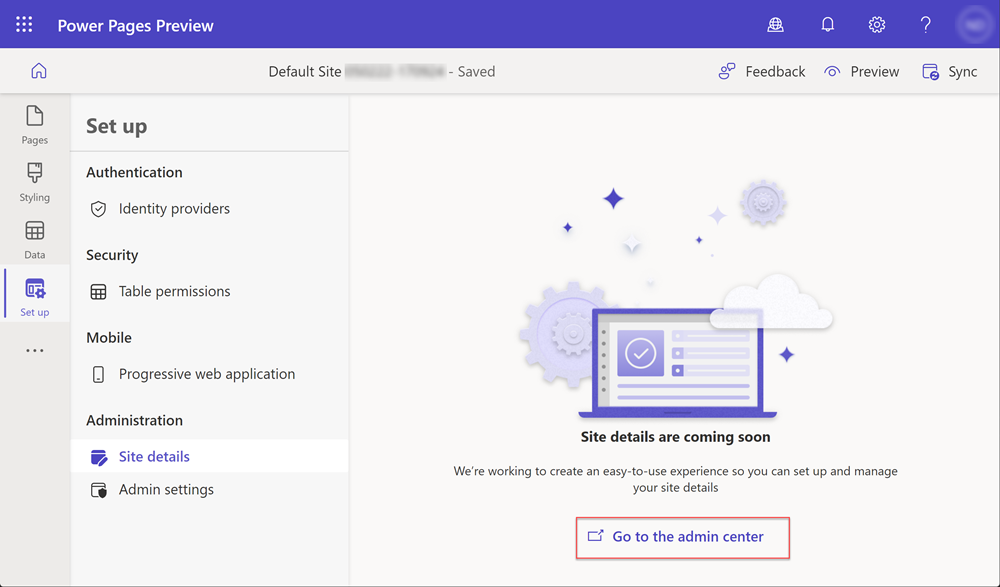 Power Pages Preview
Default Site - Saved
Feedback
Preview
Sync
Pages
Styling
Data
Set up
Set up
Authentication
Identity providers
Security
Table permissions
Mobile
Progressive web application
Administration
Site details
Admin settings
Site details are coming soon
We’re working to create an easy-to-use experience so you can set up and manage
your site details
Go to the admin center